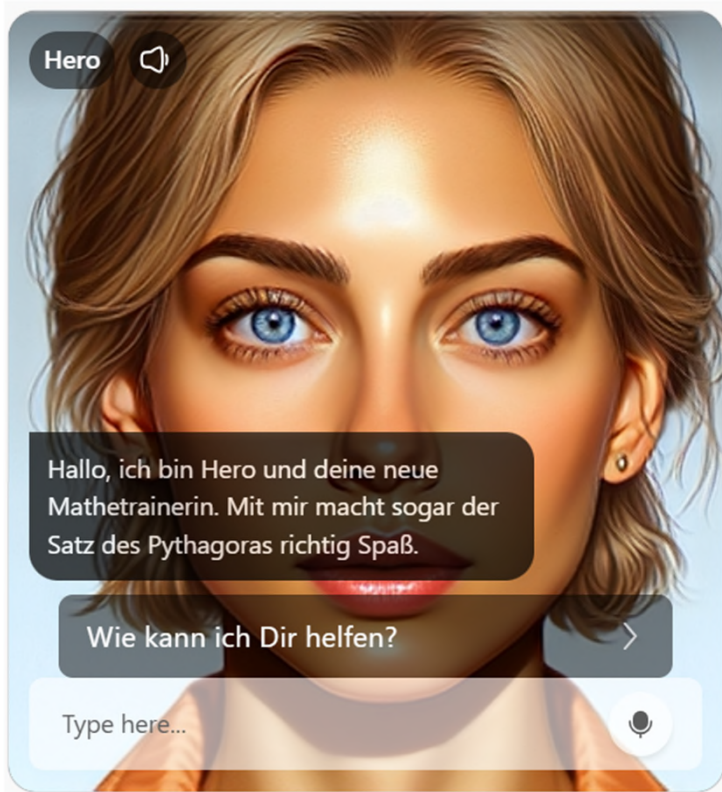 Hero
Hallo, ich bin Hero und deine neue
Mathetrainerin. Mit mir macht sogar der
Satz des Pythagoras richtig Spaß.
Wie kann ich Dir helfen?
Type here...